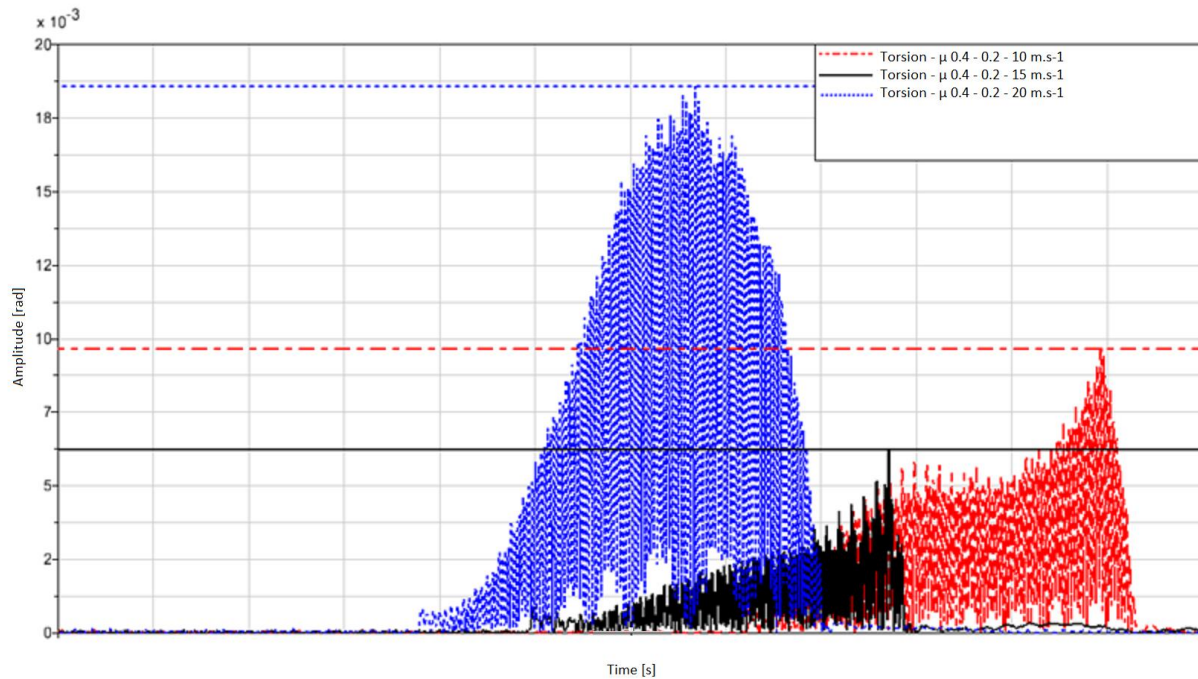 x 10-3
20
18
15
12
10
7
5
2
0
Amplitude [rad]
Time [s]
Torsion - μ 0.4 - 0.2 - 10 m.s-1
Torsion - μ 0.4 - 0.2 - 15 m.s-1
Torsion - μ 0.4 - 0.2 - 20 m.s-1